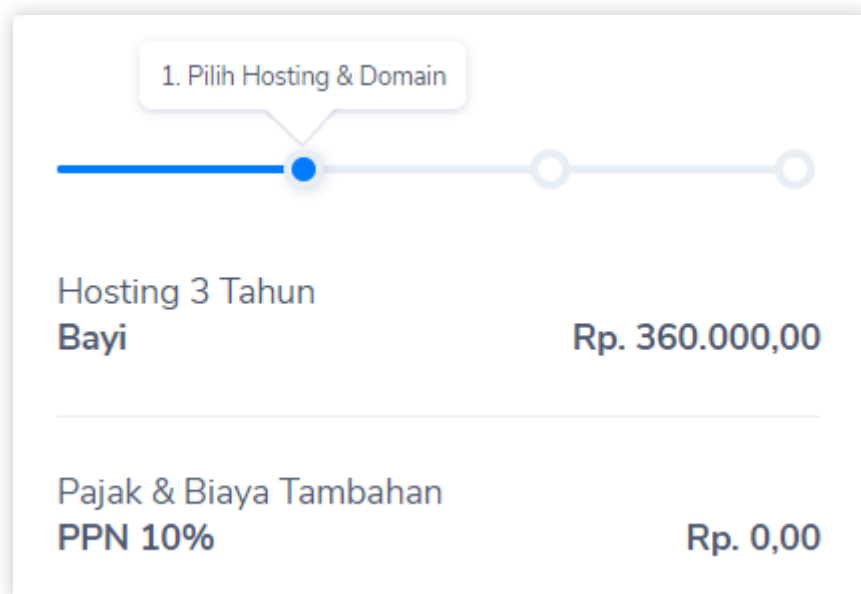 1. Pilih Hosting & Domain
Hosting 3 Tahun
Bayi Rp. 360.000,00
Pajak & Biaya Tambahan
PPN 10% Rp. 0,00